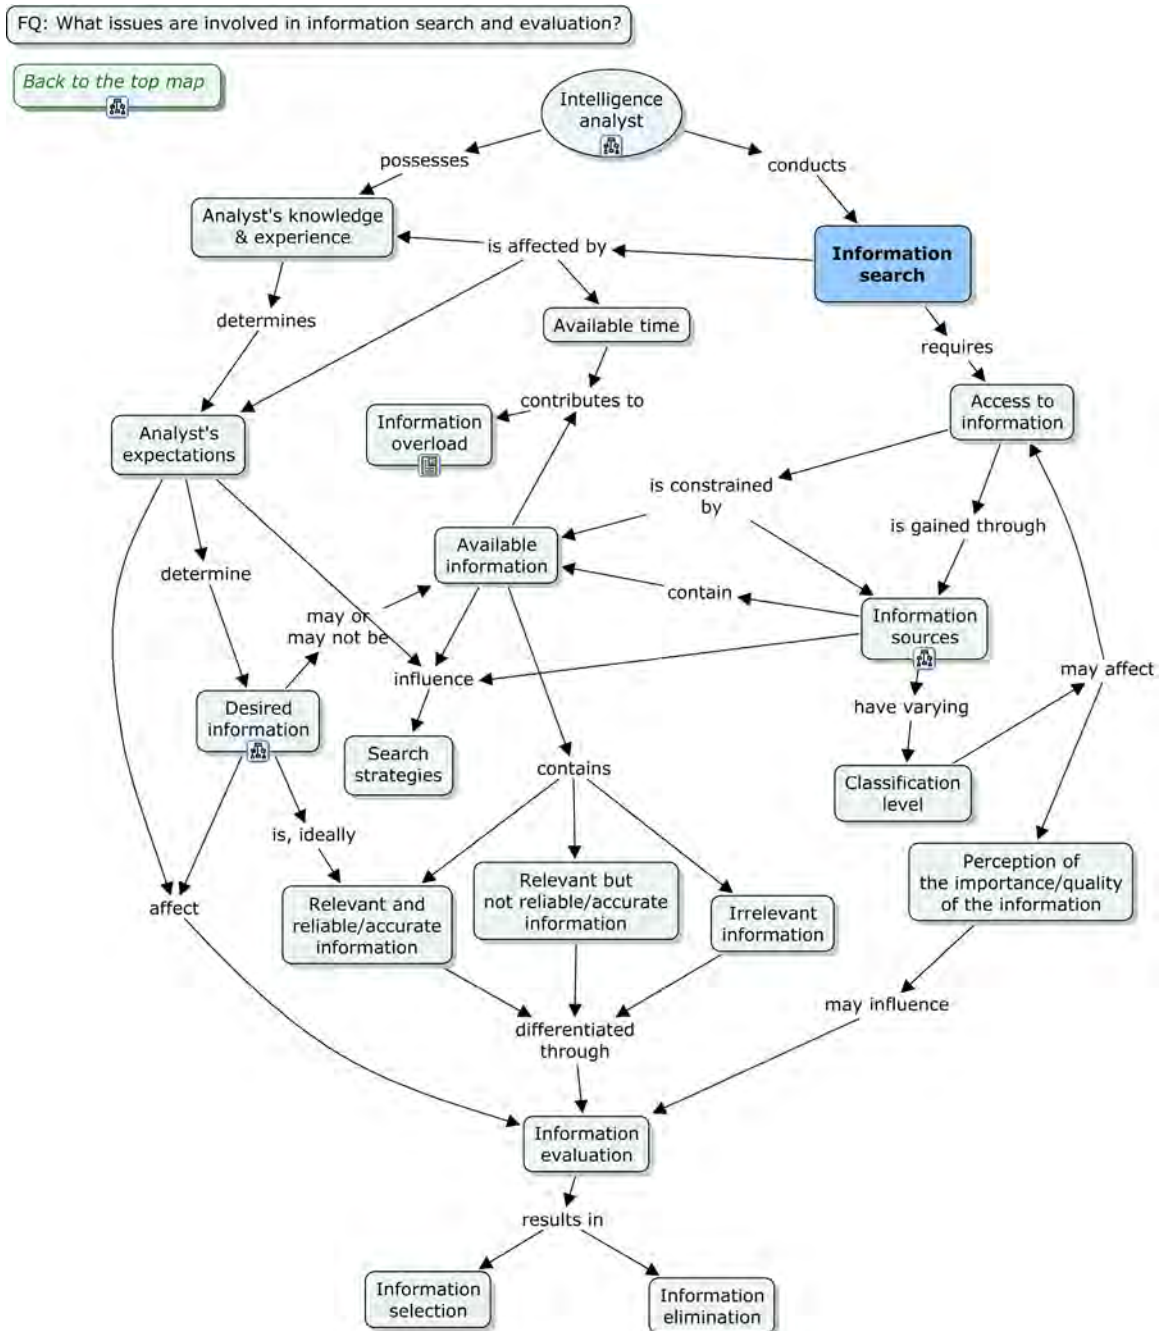 FQ: What issues are involved in information search and evaluation?
Back to the top map
Intelligence
analyst
possesses
conducts
Analyst's knowledge
& experience
is affected by
Information
search
determines
Available time
requires
Analyst's
expectations
Information
overload
contributes to
Access to
information
is constrained
by
is gained through
Available
information
determine
contain
Information
sources
may or
may not be
influence
may affect
Desired
information
have varying
Search
strategies
contains
Classification
level
is, ideally
Perception of
the importance/quality
of the information
affect
Relevant and
reliable/accurate
information
Relevant but
not reliable/accurate
information
Irrelevant
information
may influence
differentiated
through
Information
evaluation
results in
Information
selection
Information
elimination